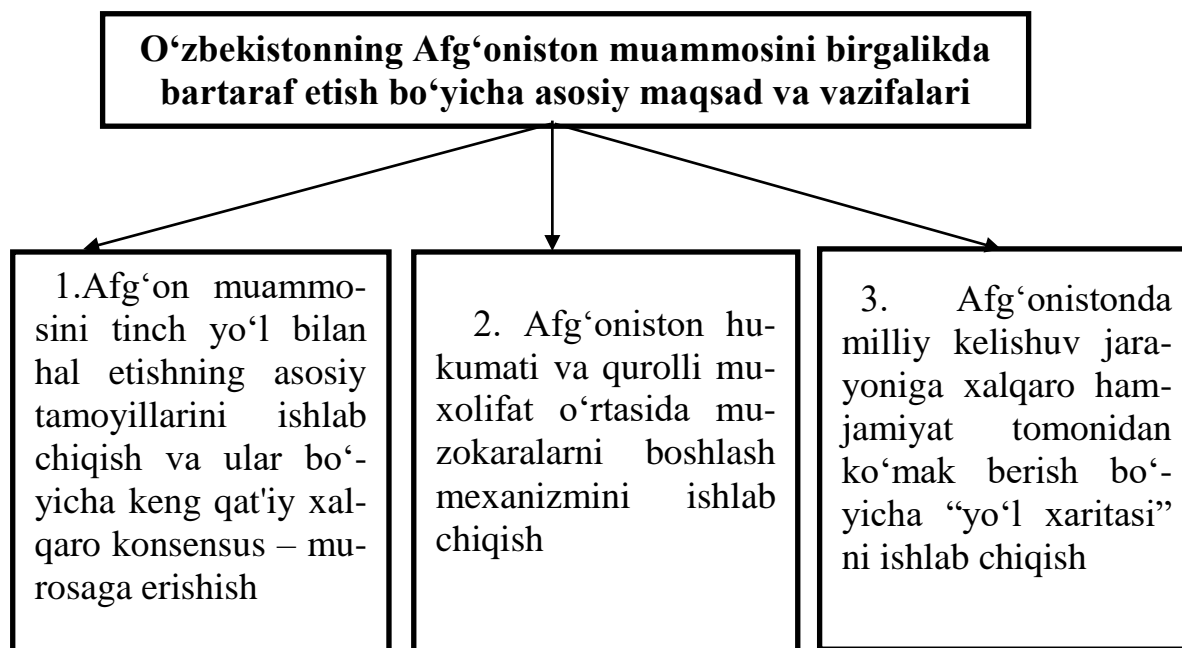 O‘zbekistonning Afg‘oniston muammosini birgalikda
bartaraf etish bo‘yicha asosiy maqsad va vazifalari
1.Afg‘on muammo-
sini tinch yo‘l bilan
hal etishning asosiy
tamoyillarini ishlab
chiqish va ular bo‘-
yicha keng qat'iy xal-
qaro konsensus – mu-
rosaga erishish
2. Afg‘oniston hu-
kumati va qurolli mu-
xolifat o‘rtasida mu-
zokaralarni boshlash
mexanizmini ishlab
chiqish
3. Afg‘onistonda
milliy kelishuv jara-
yoniga xalqaro ham-
jamiyat tomonidan
ko‘mak berish bo‘-
yicha “yo‘l xaritasi”
ni ishlab chiqish